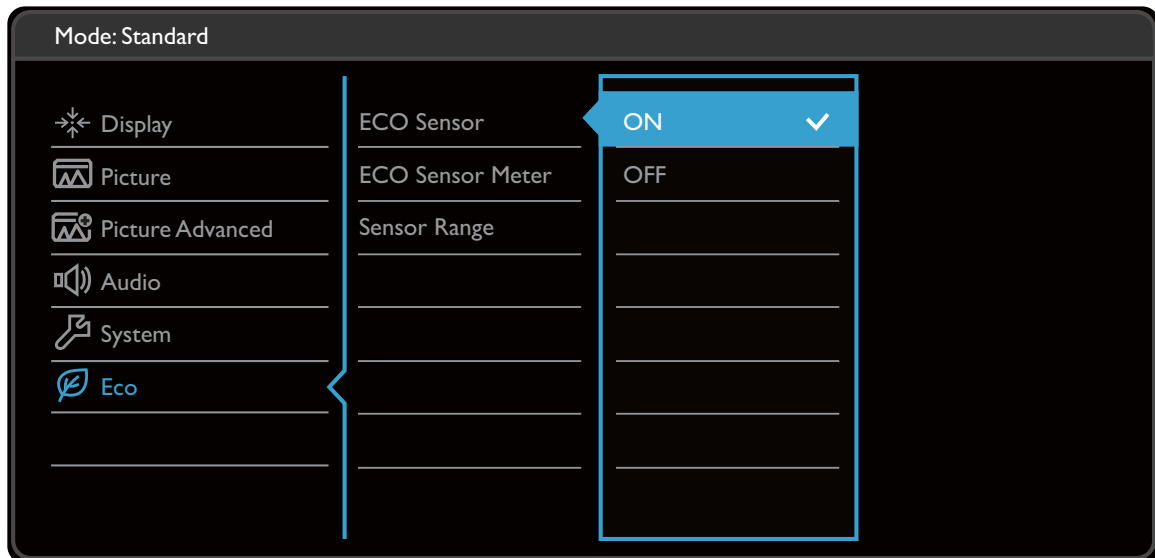 Mode: Standard
Display
Picture
Picture Advanced
Audio
System
Eco
ECO Sensor
ECO Sensor Meter
Sensor Range
ON
OFF